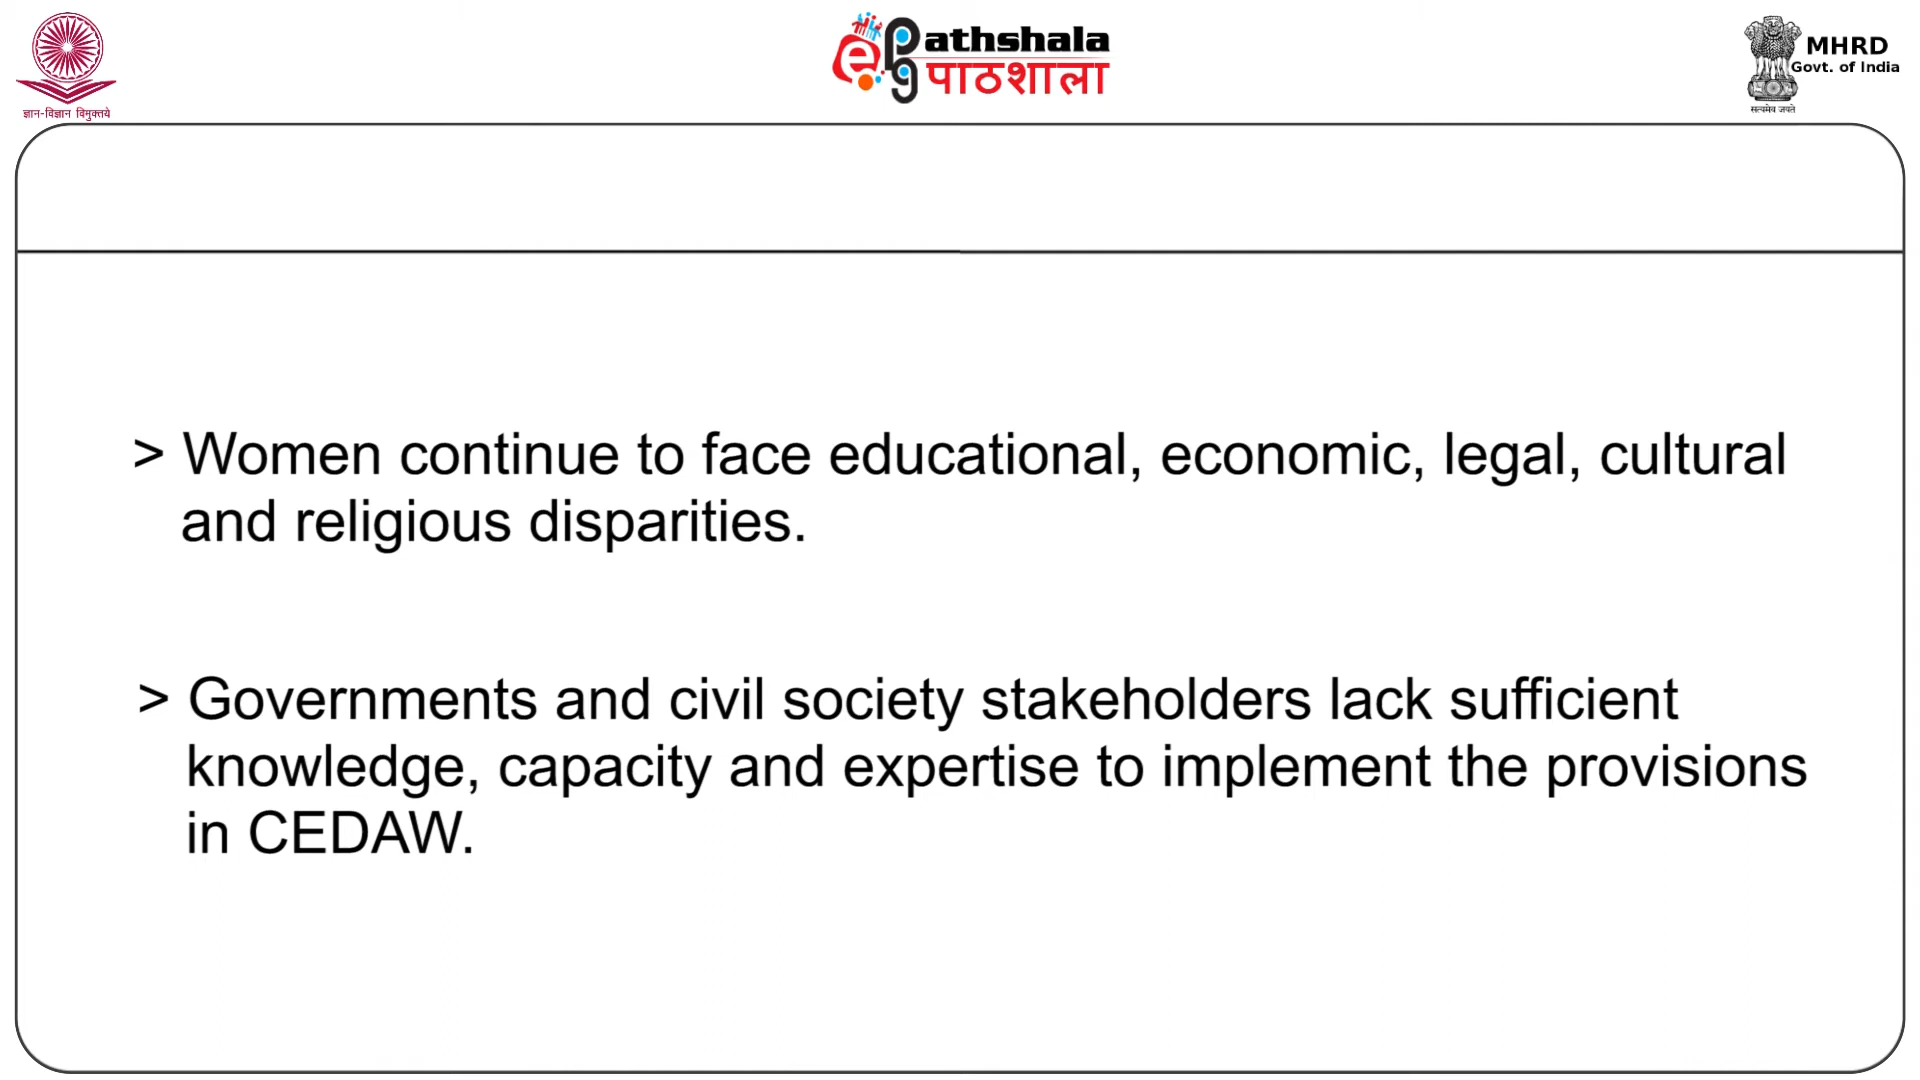 ज्ञान-विज्ञान विमुक्तये
ePathshala
पाठशाला
MHRD
Govt. of India
सत्यमेव जयते
> Women continue to face educational, economic, legal, cultural
and religious disparities.
> Governments and civil society stakeholders lack sufficient
knowledge, capacity and expertise to implement the provisions
in CEDAW.